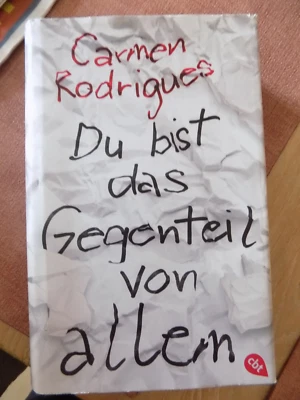 Carmen
Rodrigues
Du bist
das
Gegenteil
von
allem
cbt